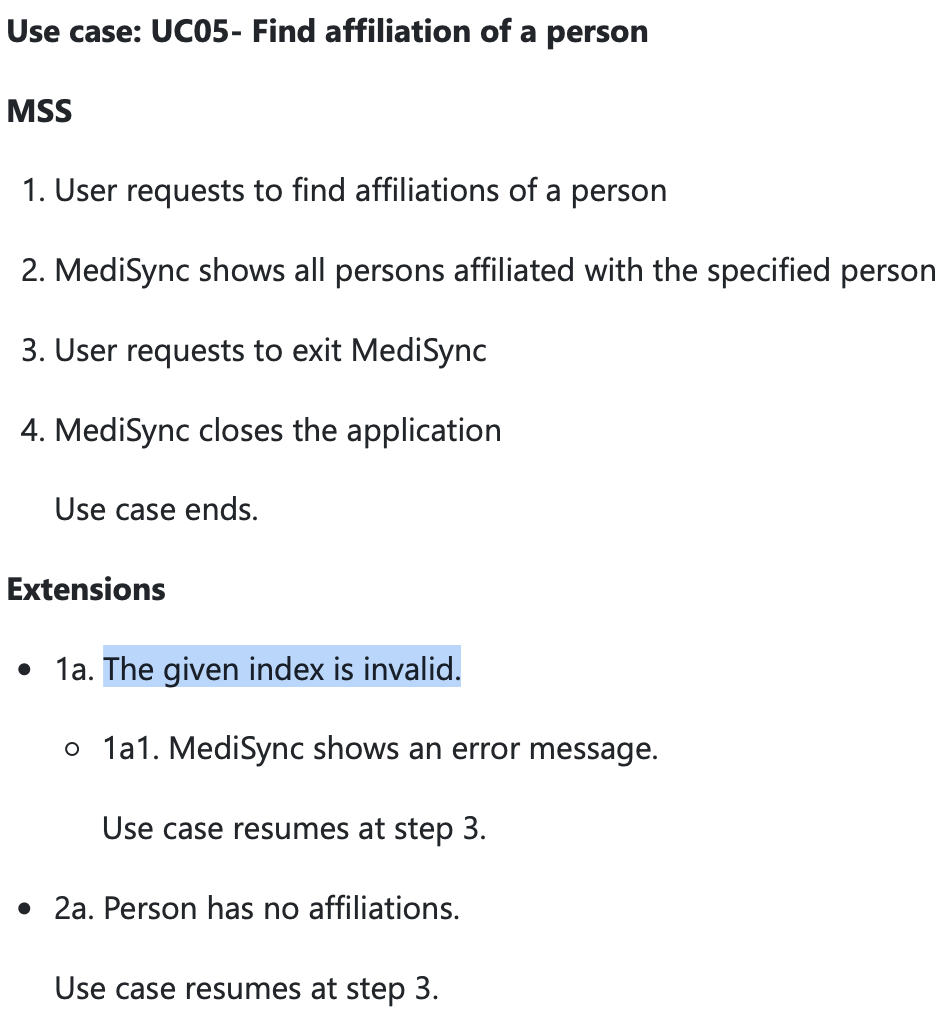 Use case: UC05- Find affiliation of a person
MSS
1. User requests to find affiliations of a person
2. MediSync shows all persons affiliated with the specified person
3. User requests to exit MediSync
4. MediSync closes the application
Use case ends.
Extensions
• 1a. The given index is invalid.
○ 1a1. MediSync shows an error message.
Use case resumes at step 3.
• 2a. Person has no affiliations.
Use case resumes at step 3.